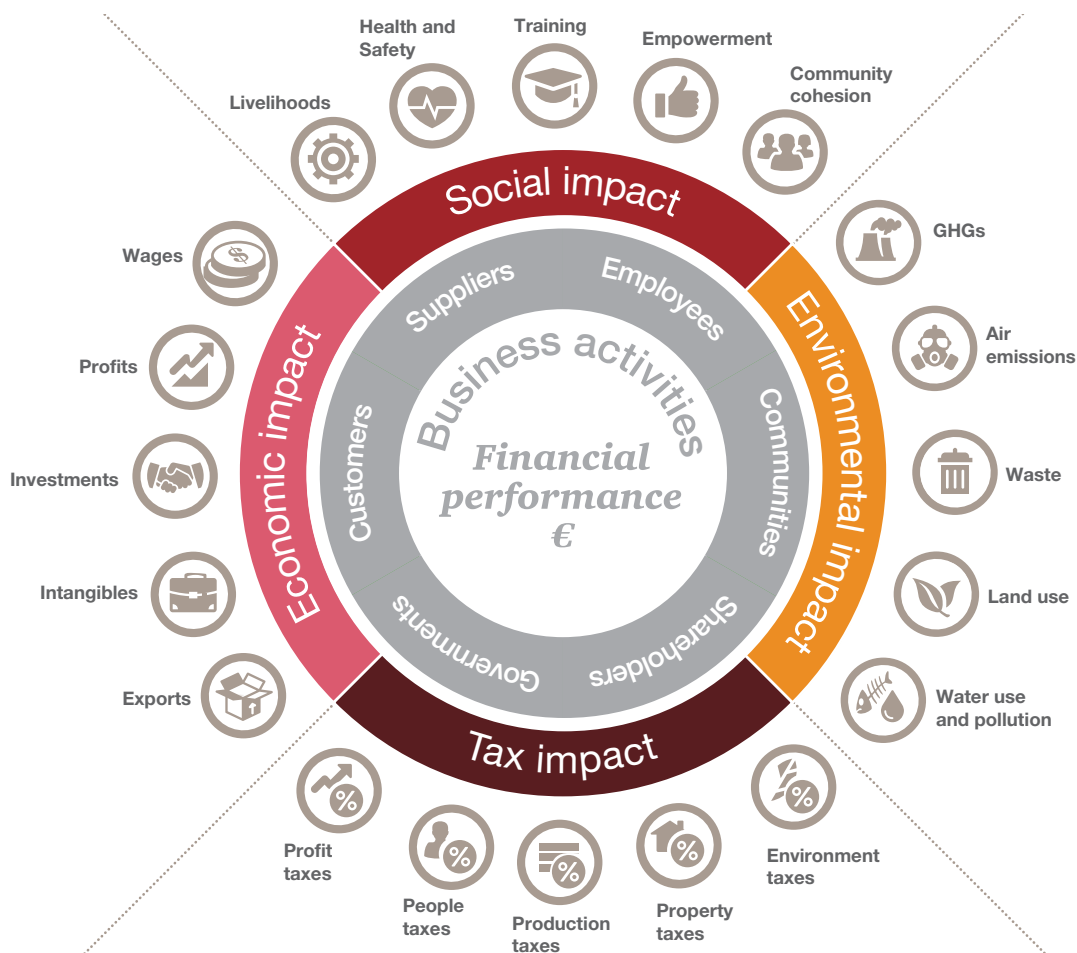 Health and
Safety
Training
Empowerment
Community
cohesion
Livelihoods
Social impact
GHGs
Wages
Suppliers
Employees
Air
emissions
Profits
Business activities
Environmental impact
Economic impact
Customers
Communities
Financial
performance
€
Investments
Waste
Intangibles
Land use
Governments
Shareholders
Exports
Water use
and pollution
Tax impact
$
%
%
%
%
%
Profit
taxes
People
taxes
Production
taxes
Property
taxes
Environment
taxes